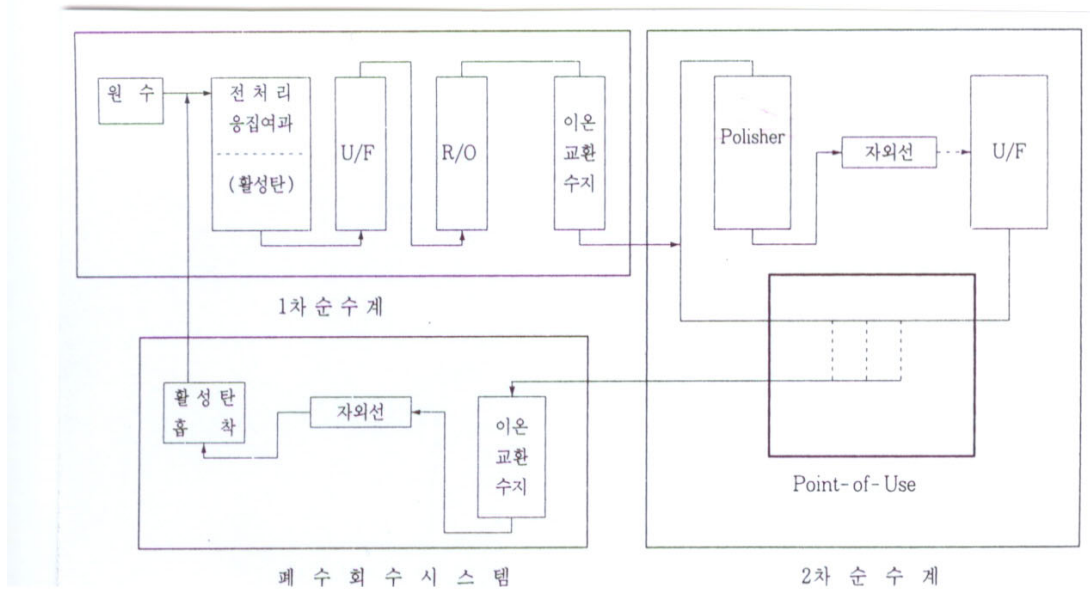 원 수
전 처 리
응집여과
(활성탄)
U/F
R/O
이온
교환
수지
1차 순 수 계
Polisher
자외선
U/F
Point-of-Use
2차 순 수 계
활 성 탄
흡 착
자외선
이온
교환
수지
폐 수 회 수 시 스 템